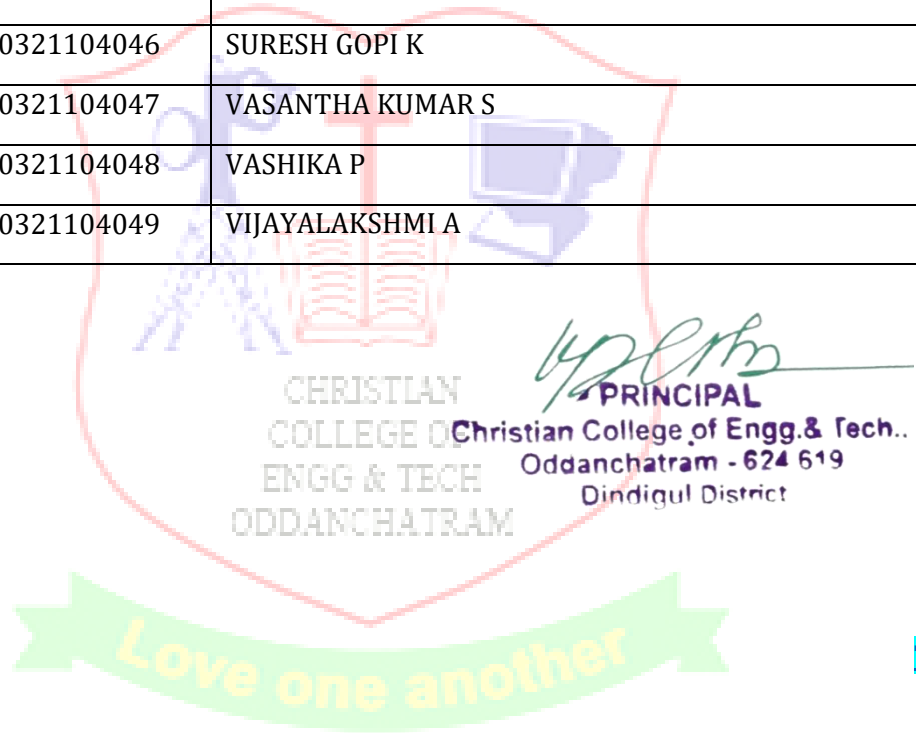 0321104046 SURESH GOPI K
0321104047 VASANTHA KUMAR S
0321104048 VASHIKA P
0321104049 VIJAYALAKSHMI A
PRINCIPAL
Christian College of Engg.& Tech..
Oddanchatram - 624 619
Dindigul District
CHRISTIAN
COLLEGE OF
ENGG & TECH
ODDANCHATRAM
Love one another